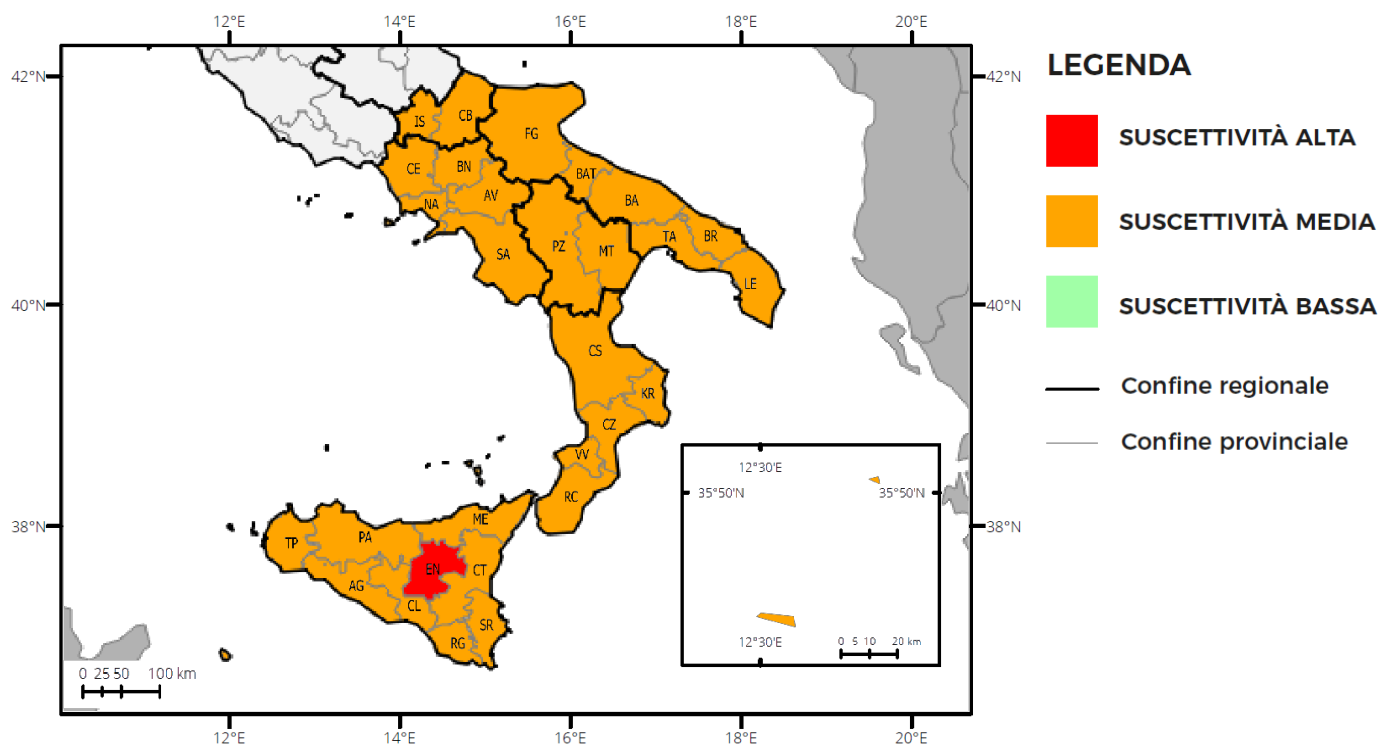 12°E 14°E 16°E 18°E 20°E
42°N 42°N
40°N 40°N
38°N 38°N
IS CB FG
CE BN BAT
NA AV BA
SA PZ MT TA BR
LE
CS
KR
CZ
VV
RC
ME
TP PA
EN CT
AG
CL
SR
RG
12°30'E
35°50'N 35°50'N
12°30'E
0 5 10 20 km
0 25 50 100 km
12°E 14°E 16°E 18°E 20°E
LEGENDA
SUSCETTIVITÀ ALTA
SUSCETTIVITÀ MEDIA
SUSCETTIVITÀ BASSA
Confine regionale
Confine provinciale